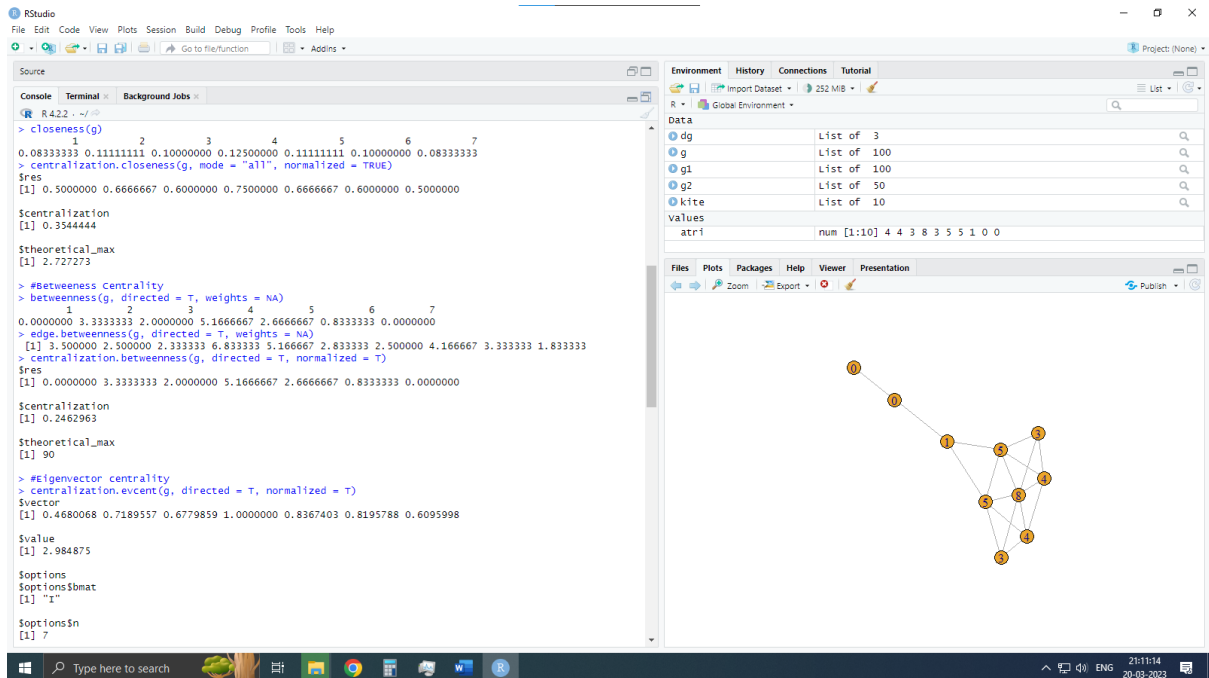 RStudio
File Edit Code View Plots Session Build Debug Profile Tools Help
Go to file/function Addins Project: (None)
Source
Console Terminal Background Jobs
R 4.2.2 . ~/
> closeness(g)
1 2 3 4 5 6 7
0.08333333 0.11111111 0.10000000 0.12500000 0.11111111 0.10000000 0.08333333
> centralization.closeness(g, mode = "all", normalized = TRUE)
$res
[1] 0.5000000 0.6666667 0.6000000 0.7500000 0.6666667 0.6000000 0.5000000
$centralization
[1] 0.3544444
$theoretical_max
[1] 2.727273
> #Betweeness Centrality
> betweenness(g, directed = T, weights = NA)
1 2 3 4 5 6 7
0.0000000 3.3333333 2.0000000 5.1666667 2.6666667 0.8333333 0.0000000
> edge.betweenness(g, directed = T, weights = NA)
[1] 3.500000 2.500000 2.333333 6.833333 5.166667 2.833333 2.500000 4.166667 3.333333 1.833333
> centralization.betweenness(g, directed = T, normalized = T)
$res
[1] 0.0000000 3.3333333 2.0000000 5.1666667 2.6666667 0.8333333 0.0000000
$centralization
[1] 0.2462963
$theoretical_max
[1] 90
> #Eigenvector centrality
> centralization.evcent(g, directed = T, normalized = T)
$vector
[1] 0.4680068 0.7189557 0.6779859 1.0000000 0.8367403 0.8195788 0.6095998
$value
[1] 2.984875
$options
$options$bmat
[1] "I"
$options$n
[1] 7
Environment History Connections Tutorial
Import Dataset 252 MiB List
R Global Environment
Data
dg List of 3
g List of 100
g1 List of 100
g2 List of 50
kite List of 10
Values
atri num [1:10] 4 4 3 8 3 5 5 1 0 0
Files Plots Packages Help Viewer Presentation
Zoom Export Publish
0
0
1
3
5
4
8
5
4
3
Type here to search
ENG
21:11:14
20-03-2023